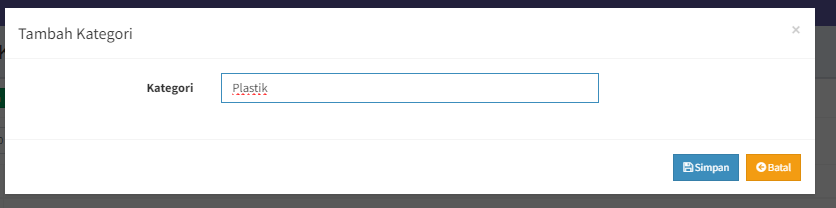 Tambah Kategori
×
Kategori
Plastik
Simpan
Batal